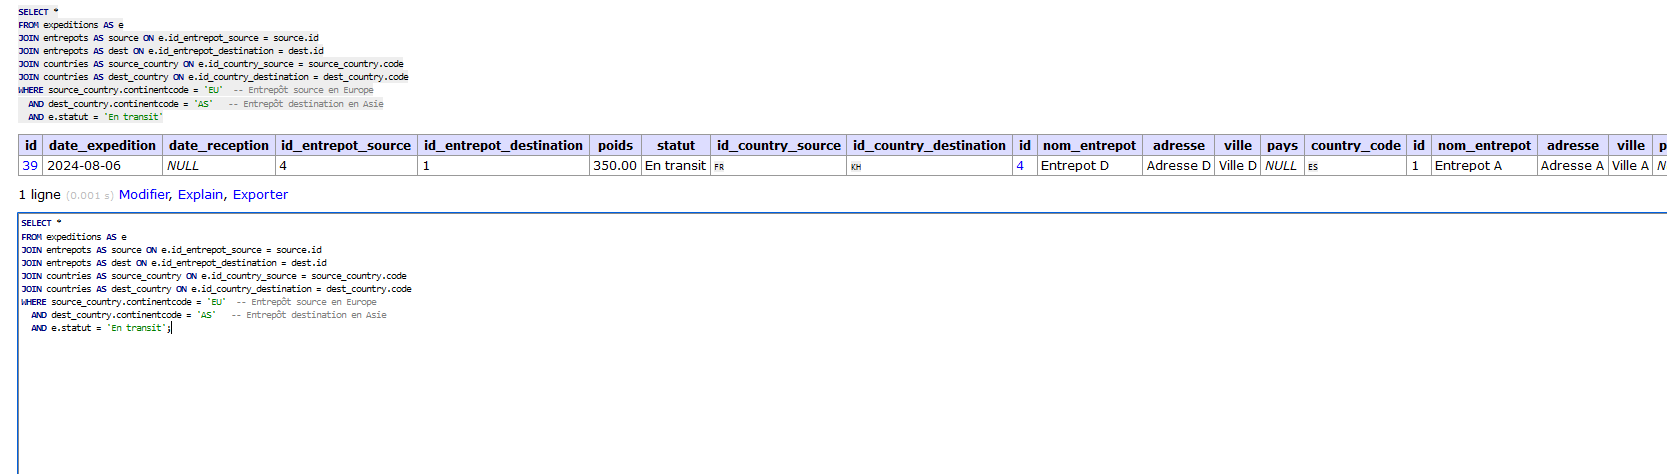 SELECT *
FROM expeditions AS e
JOIN entrepots AS source ON e.id_entrepot_source = source.id
JOIN entrepots AS dest ON e.id_entrepot_destination = dest.id
JOIN countries AS source_country ON e.id_country_source = source_country.code
JOIN countries AS dest_country ON e.id_country_destination = dest_country.code
WHERE source_country.continentcode = 'EU'  -- Entrepôt source en Europe
  AND dest_country.continentcode = 'AS'   -- Entrepôt destination en Asie
  AND e.statut = 'En transit'
id date_expedition date_reception id_entrepot_source id_entrepot_destination poids statut id_country_source id_country_destination id nom_entrepot adresse ville pays country_code id nom_entrepot adresse ville p
39 2024-08-06 NULL 4 1 350.00 En transit FR KH 4 Entrepot D Adresse D Ville D NULL ES 1 Entrepot A Adresse A Ville A N
1 ligne (0.001 s) Modifier, Explain, Exporter
SELECT *
FROM expeditions AS e
JOIN entrepots AS source ON e.id_entrepot_source = source.id
JOIN entrepots AS dest ON e.id_entrepot_destination = dest.id
JOIN countries AS source_country ON e.id_country_source = source_country.code
JOIN countries AS dest_country ON e.id_country_destination = dest_country.code
WHERE source_country.continentcode = 'EU'  -- Entrepôt source en Europe
  AND dest_country.continentcode = 'AS'   -- Entrepôt destination en Asie
  AND e.statut = 'En transit';